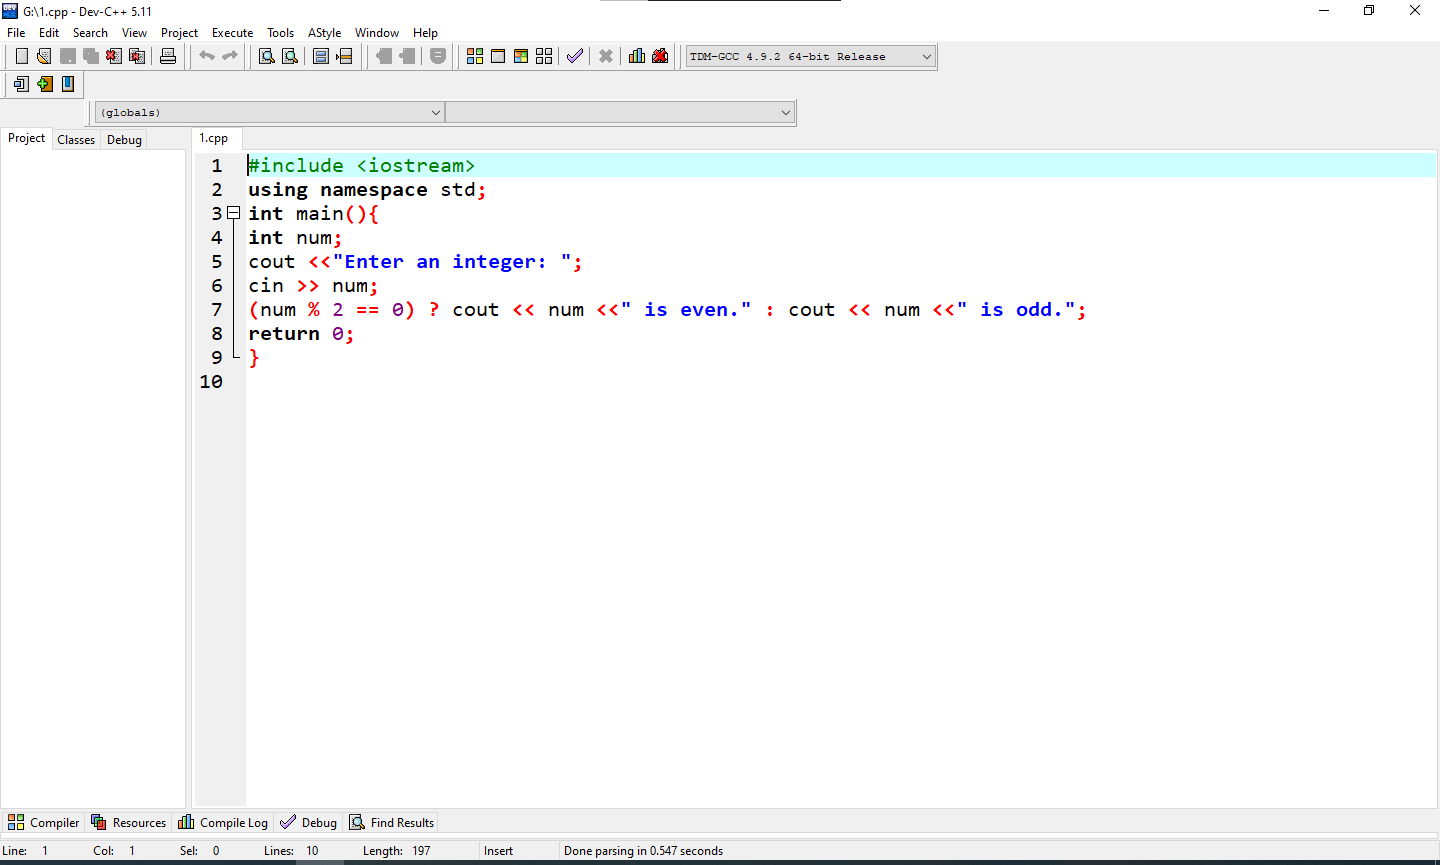 G:\1.cpp - Dev-C++ 5.11
File Edit Search View Project Execute Tools AStyle Window Help
TDM-GCC 4.9.2 64-bit Release
(globals)
Project Classes Debug 1.cpp
1 #include <iostream>
2 using namespace std;
3 int main(){
4 int num;
5 cout <<"Enter an integer: ";
6 cin >> num;
7 (num % 2 == 0) ? cout << num <<" is even." : cout << num <<" is odd.";
8 return 0;
9 }
10
Compiler Resources Compile Log Debug Find Results
Line: 1 Col: 1 Sel: 0 Lines: 10 Length: 197 Insert Done parsing in 0.547 seconds